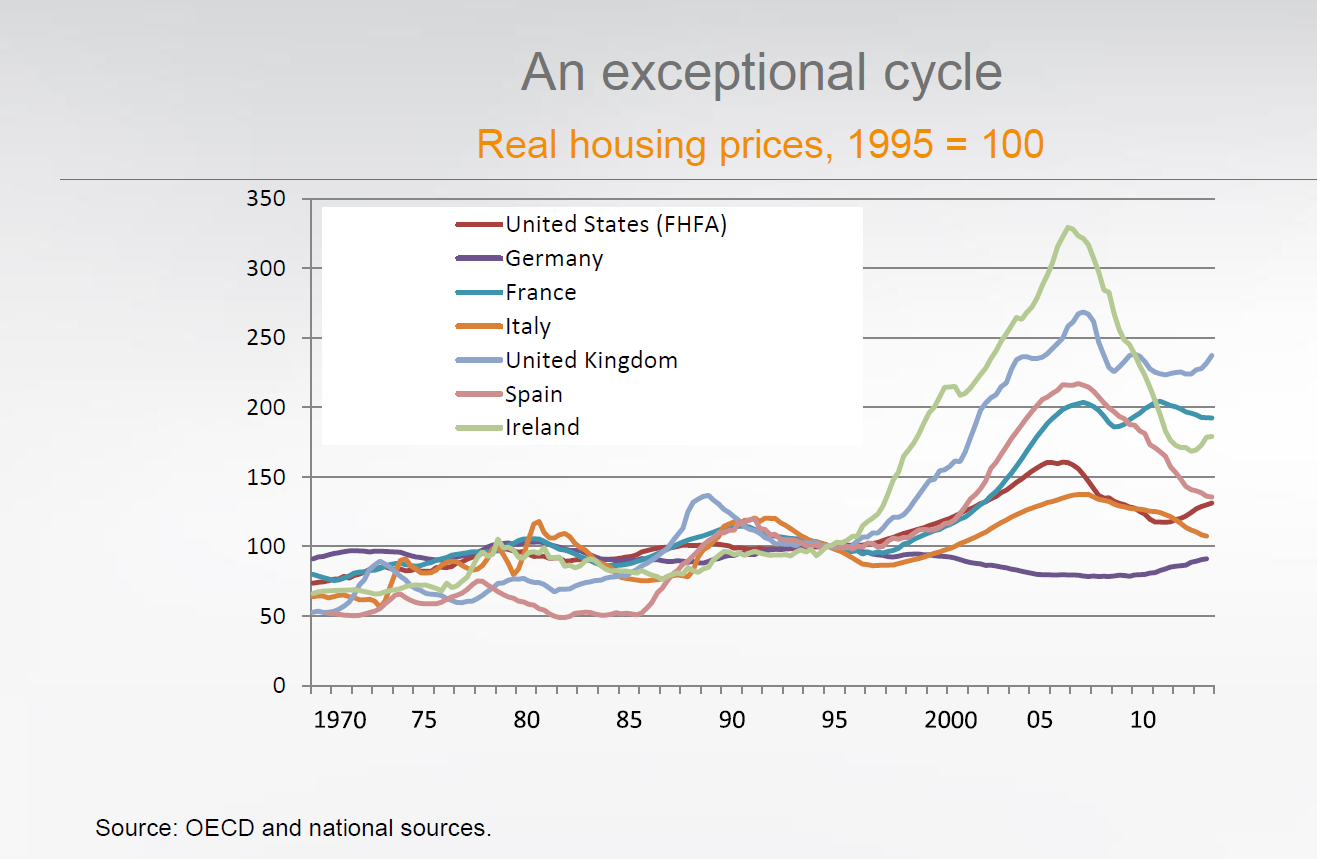 An exceptional cycle
Real housing prices, 1995 = 100
350
300
250
200
150
100
50
0
United States (FHFA)
Germany
France
Italy
United Kingdom
Spain
Ireland
1970 75 80 85 90 95 2000 05 10
Source: OECD and national sources.